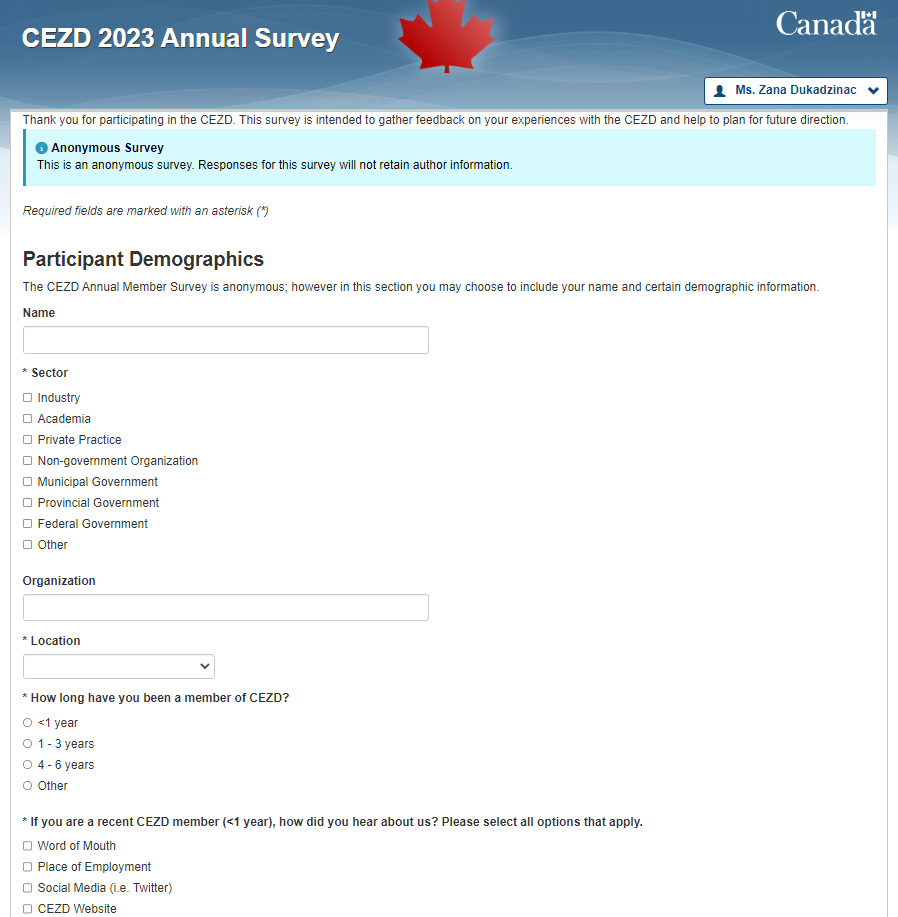 CEZD 2023 Annual Survey
Canada
Ms. Zana Dukadzinac
Thank you for participating in the CEZD. This survey is intended to gather feedback on your experiences with the CEZD and help to plan for future direction.
Anonymous Survey
This is an anonymous survey. Responses for this survey will not retain author information.
Required fields are marked with an asterisk (*)
Participant Demographics
The CEZD Annual Member Survey is anonymous; however in this section you may choose to include your name and certain demographic information.
Name
* Sector
Industry
Academia
Private Practice
Non-government Organization
Municipal Government
Provincial Government
Federal Government
Other
Organization
* Location
* How long have you been a member of CEZD?
<1 year
1 - 3 years
4 - 6 years
Other
* If you are a recent CEZD member (<1 year), how did you hear about us? Please select all options that apply.
Word of Mouth
Place of Employment
Social Media (i.e. Twitter)
CEZD Website